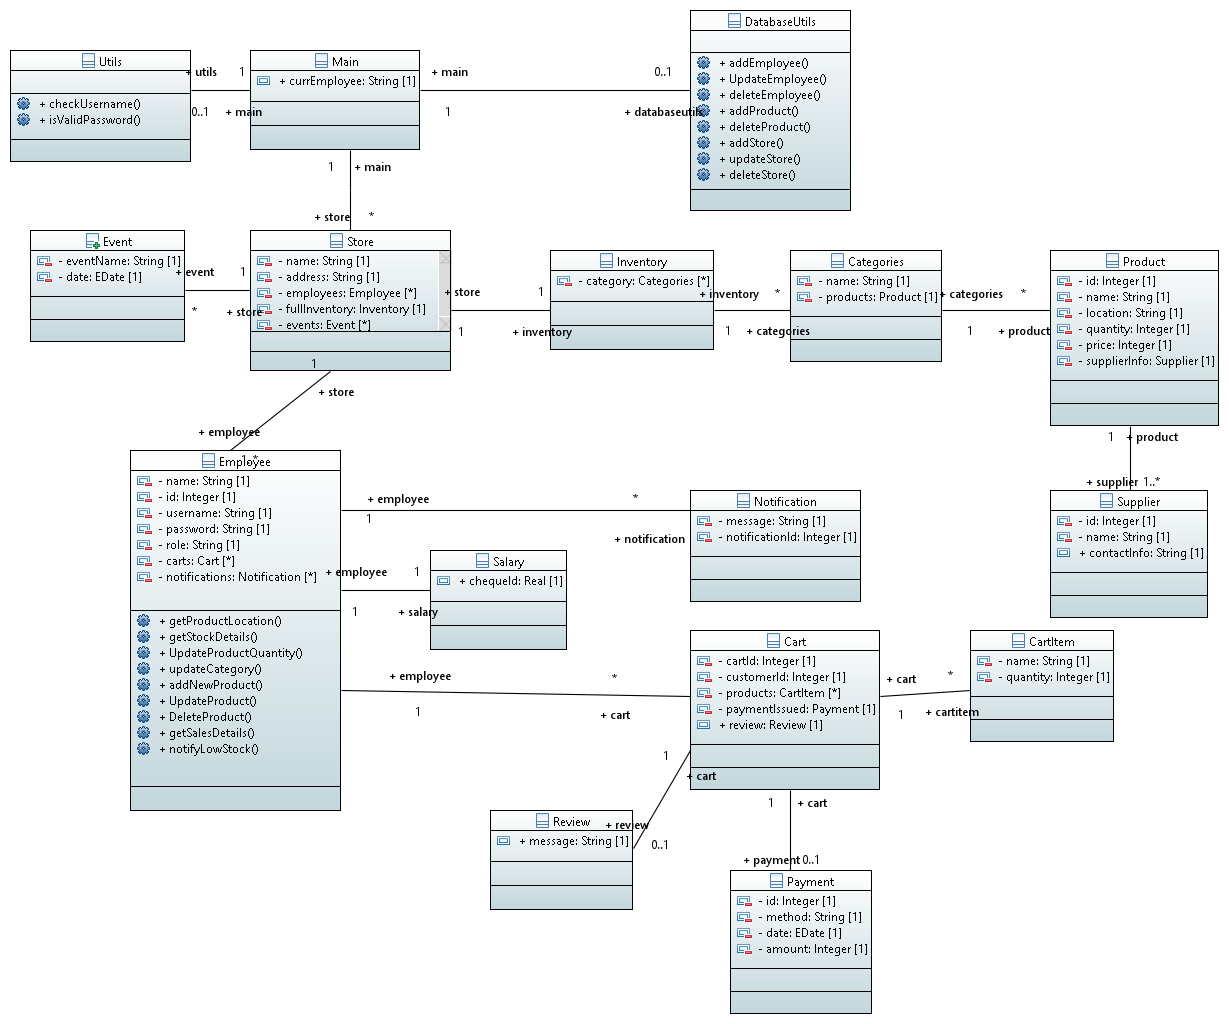 DatabaseUtils
+ addEmployee()
+ UpdateEmployee()
+ deleteEmployee()
+ addProduct()
+ deleteProduct()
+ addStore()
+ updateStore()
+ deleteStore()
Utils
+ checkUsername()
+ isValidPassword()
+ utils
1
0..1
+ main
Main
+ currEmployee: String [1]
+ main
0..1
1
+ databaseutils
1
+ main
+ store
*
Event
- eventName: String [1]
- date: EDate [1]
+ event
1
*
+ store
Store
- name: String [1]
- address: String [1]
- employees: Employee [*]
- fullInventory: Inventory [1]
- events: Event [*]
+ store
1
1
+ inventory
Inventory
- category: Categories [*]
+ inventory
*
1
+ categories
Categories
- name: String [1]
- products: Product [1]
+ categories
*
1
+ product
Product
- id: Integer [1]
- name: String [1]
- location: String [1]
- quantity: Integer [1]
- price: Integer [1]
- supplierInfo: Supplier [1]
1
+ product
+ supplier
1..*
Supplier
- id: Integer [1]
- name: String [1]
+ contactInfo: String [1]
1
+ store
+ employee
1..*
Employee
- name: String [1]
- id: Integer [1]
- username: String [1]
- password: String [1]
- role: String [1]
- carts: Cart [*]
- notifications: Notification [*]
+ getProductLocation()
+ getStockDetails()
+ UpdateProductQuantity()
+ updateCategory()
+ addNewProduct()
+ UpdateProduct()
+ DeleteProduct()
+ getSalesDetails()
+ notifyLowStock()
+ employee
*
1
+ notification
Notification
- message: String [1]
- notificationId: Integer [1]
+ employee
1
1
+ salary
Salary
+ chequeId: Real [1]
+ employee
*
1
+ cart
Cart
- cartId: Integer [1]
- customerId: Integer [1]
- products: CartItem [*]
- paymentIssued: Payment [1]
+ review: Review [1]
+ cart
*
1
+ cartitem
CartItem
- name: String [1]
- quantity: Integer [1]
1
+ cart
+ review
0..1
Review
+ message: String [1]
1
+ cart
+ payment
0..1
Payment
- id: Integer [1]
- method: String [1]
- date: EDate [1]
- amount: Integer [1]